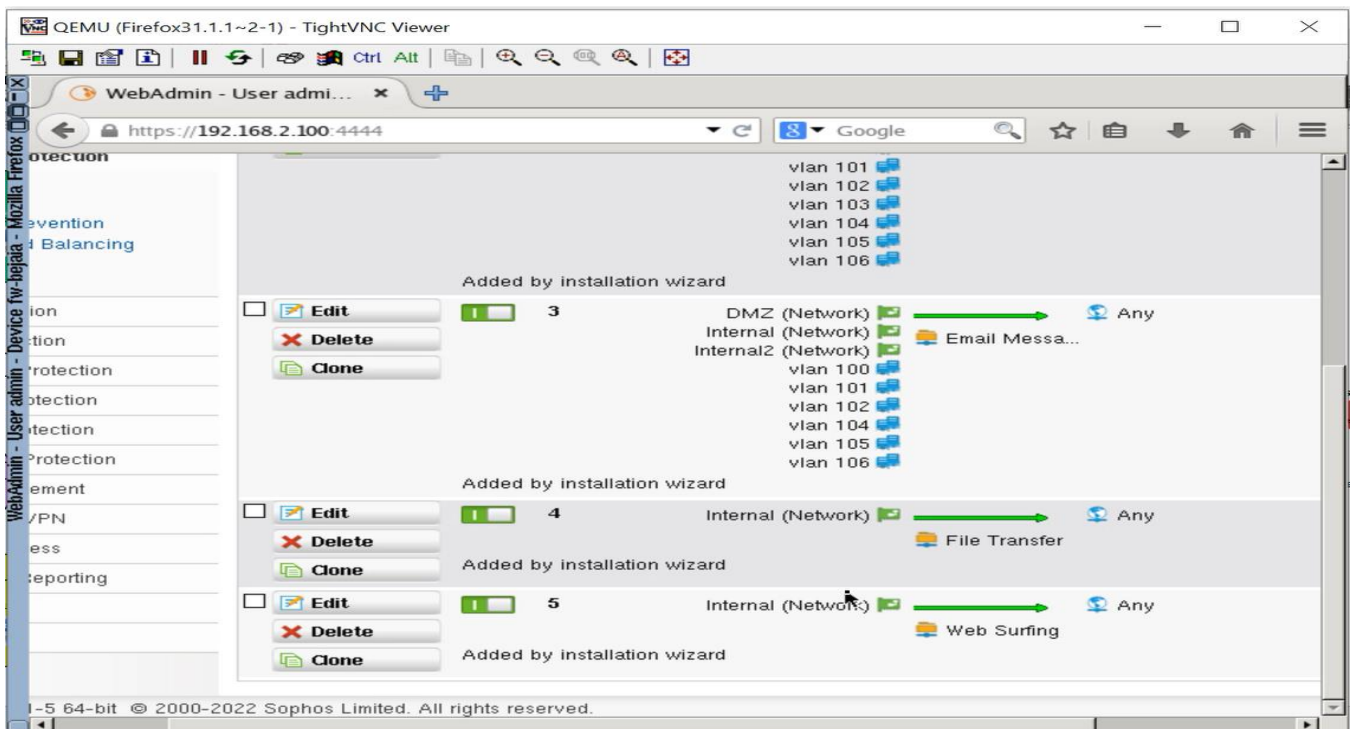 QEMU (Firefox31.1.1~2-1) - TightVNC Viewer
Ctrl Alt
WebAdmin - User admi...
https://192.168.2.100:4444
Google
WebAdmin - User admin - Device fw-bejaia - Mozilla Firefox
otection
evention
d Balancing
ion
ction
rotection
otection
tection
Protection
ement
VPN
ess
eporting
vlan 101
vlan 102
vlan 103
vlan 104
vlan 105
vlan 106
Added by installation wizard
Edit
Delete
Clone
3
DMZ (Network)
Internal (Network)
Internal2 (Network)
vlan 100
vlan 101
vlan 102
vlan 104
vlan 105
vlan 106
Email Messa...
Any
Added by installation wizard
Edit
Delete
Clone
4
Internal (Network)
File Transfer
Any
Added by installation wizard
Edit
Delete
Clone
5
Internal (Network)
Web Surfing
Any
Added by installation wizard
-5 64-bit © 2000-2022 Sophos Limited. All rights reserved.